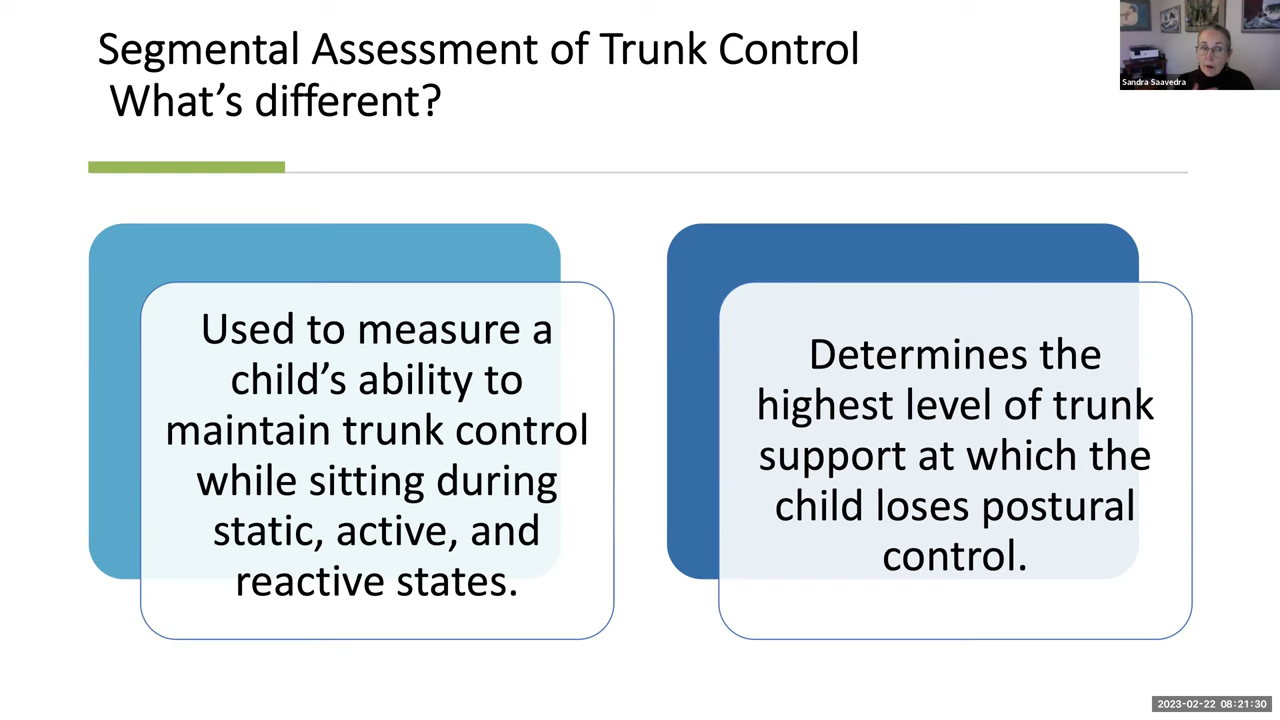 Segmental Assessment of Trunk Control
What’s different?
Used to measure a
child’s ability to
maintain trunk control
while sitting during
static, active, and
reactive states.
Determines the
highest level of trunk
support at which the
child loses postural
control.
Sandra Saavedra
2023-02-22 08:21:30